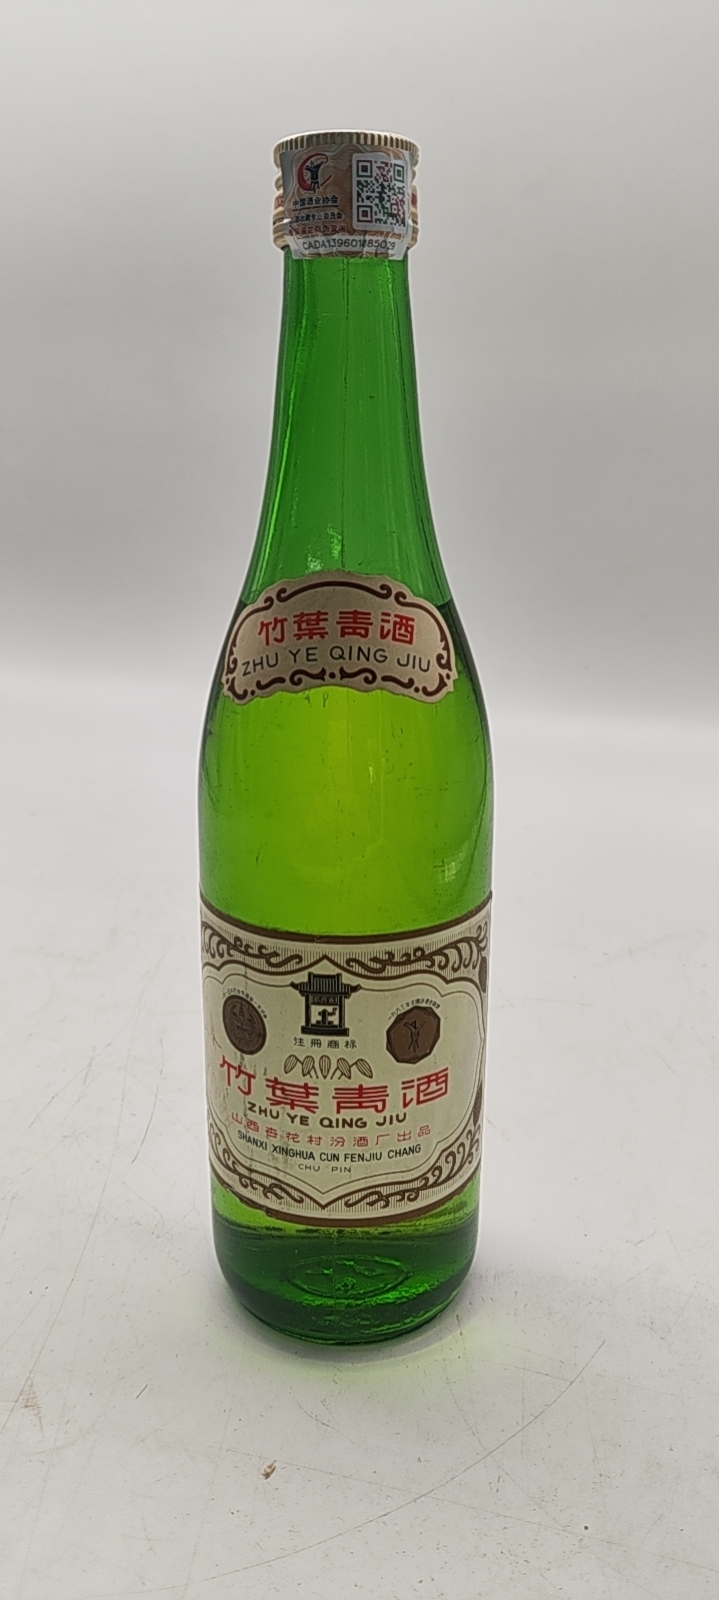 中国酒业协会
CADA139601885029
竹葉青酒
ZHU YE QING JIU
注冊商标
竹葉青酒
ZHU YE QING JIU
山西杏花村汾酒厂出品
SHANXI XINGHUA CUN FENJIU CHANG
CHU PIN